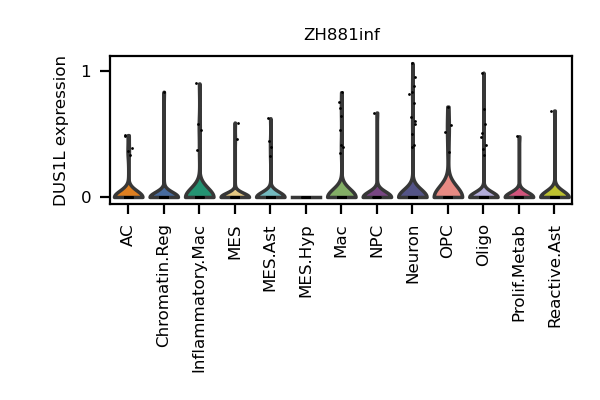 ZH881inf
DUS1L expression
1
0
AC
Chromatin.Reg
Inflammatory.Mac
MES
MES.Ast
MES.Hyp
Mac
NPC
Neuron
OPC
Oligo
Prolif.Metab
Reactive.Ast